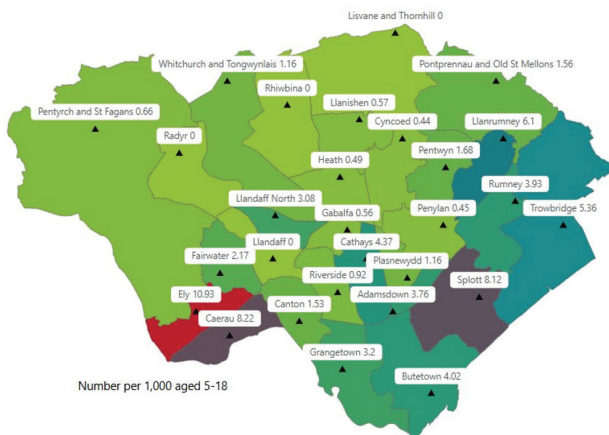 Lisvane and Thornhill 0
Whitchurch and Tongwynlais 1.16
Pontprennau and Old St Mellons 1.56
Rhiwbina 0
Pentyrch and St Fagans 0.66
Llanishen 0.57
Cyncoed 0.44
Llanrumney 6.1
Radyr 0
Heath 0.49
Pentwyn 1.68
Rumney 3.93
Llandaff North 3.08
Gabalfa 0.56
Penylan 0.45
Trowbridge 5.36
Fairwater 2.17
Llandaff 0
Cathays 4.37
Plasnewydd 1.16
Riverside 0.92
Splott 8.12
Ely 10.93
Canton 1.53
Adamsdown 3.76
Caerau 8.22
Grangetown 3.2
Butetown 4.02
Number per 1,000 aged 5-18